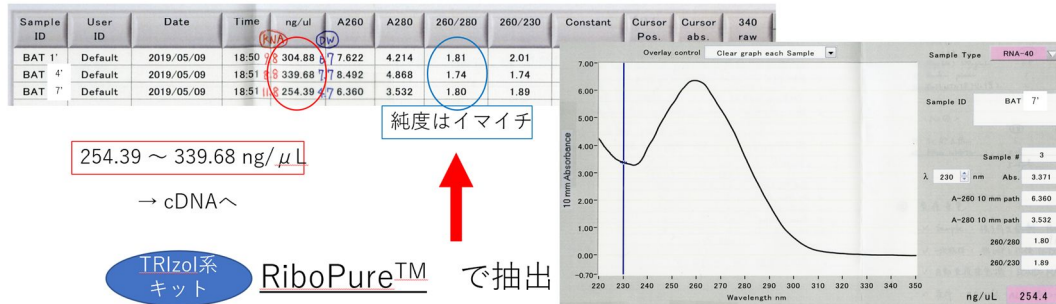 Sample ID User ID Date Time ng/ul A260 A280 260/280 260/230 Constant Cursor Pos. Cursor abs. 340 raw
RNA DW
BAT 1' Default 2019/05/09 18:50 304.88 7.622 4.214 1.81 2.01
BAT 4' Default 2019/05/09 18:51 339.68 8.492 4.868 1.74 1.74
BAT 7' Default 2019/05/09 18:51 254.39 6.360 3.532 1.80 1.89
純度はイマイチ
254.39 ～ 339.68 ng/μL
→ cDNAへ
TRIzol系
キット
RiboPure™ で抽出
Overlay control Clear graph each Sample
Sample Type RNA-40
Sample ID BAT 7'
Sample # 3
λ 230 nm Abs. 3.371
A-260 10 mm path 6.360
A-280 10 mm path 3.532
260/280 1.80
260/230 1.89
ng/uL 254.4
10 mm Absorbance
7.00
6.00
5.00
4.00
3.00
2.00
1.00
0.00
-0.70
220 230 240 250 260 270 280 290 300 310 320 330 340 350
Wavelength nm